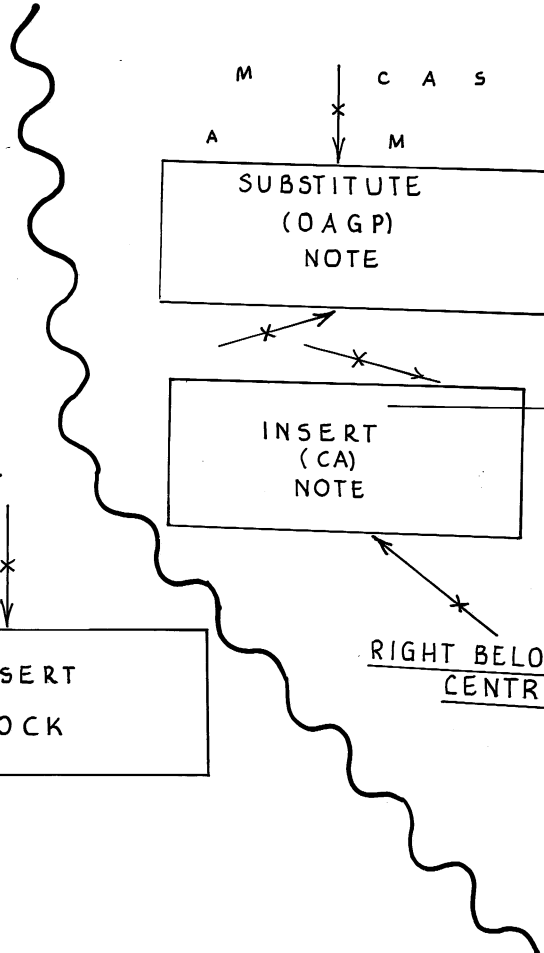 M C A S
A M
SUBSTITUTE
(OAGP)
NOTE
INSERT
(CA)
NOTE
RIGHT BELO
CENTR
SERT
OCK